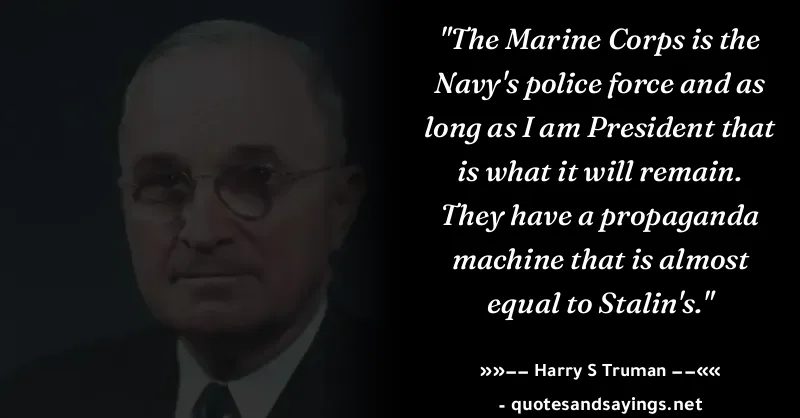 "The Marine Corps is the
Navy's police force and as
long as I am President that
is what it will remain.
They have a propaganda
machine that is almost
equal to Stalin's."
»»−− Harry S Truman −−««
- quotesandsayings.net